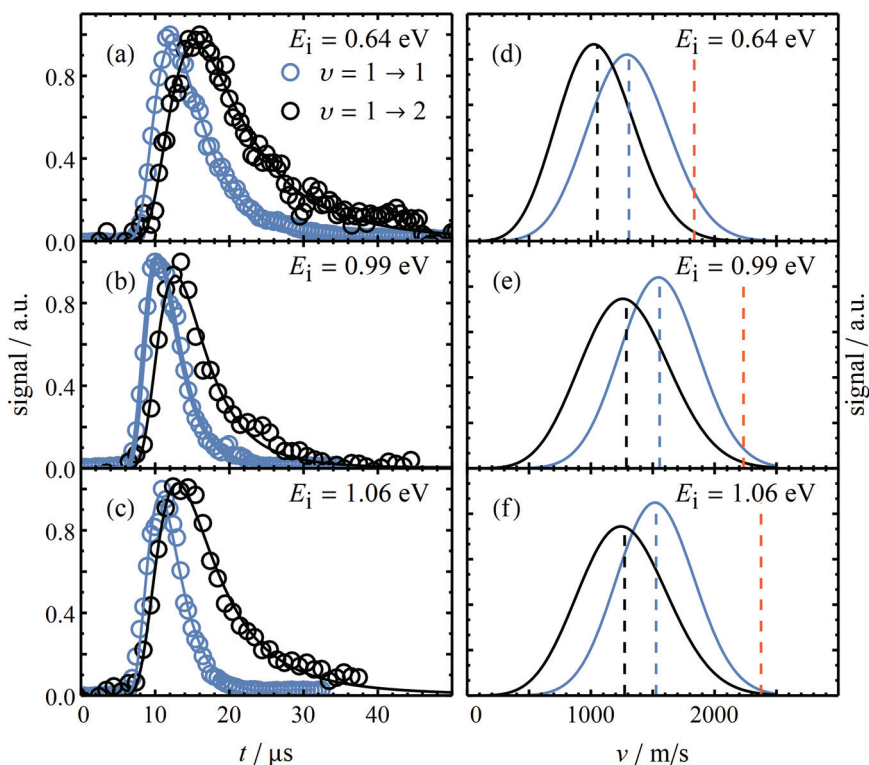 (a) E_i = 0.64 eV
υ = 1 → 1
υ = 1 → 2
(d) E_i = 0.64 eV
(b) E_i = 0.99 eV
(e) E_i = 0.99 eV
(c) E_i = 1.06 eV
(f) E_i = 1.06 eV
signal / a.u.
signal / a.u.
0.8
0.4
0.0
0.8
0.4
0.0
0.8
0.4
0.0
0 10 20 30 40
0 1000 2000
t / μs
v / m/s